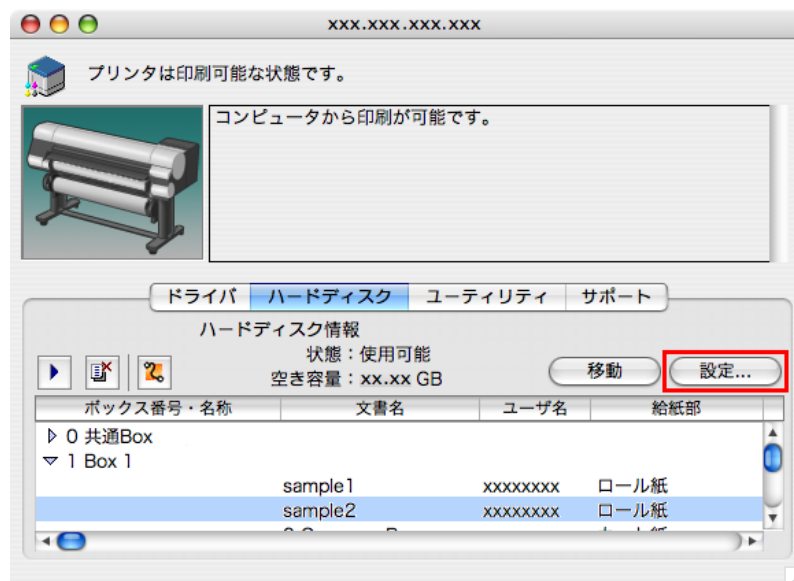 xxx.xxx.xxx.xxx
プリンタは印刷可能な状態です。
コンピュータから印刷が可能です。
ドライバ ハードディスク ユーティリティ サポート
ハードディスク情報
状態：使用可能
空き容量：xx.xx GB
移動 設定...
ボックス番号・名称 文書名 ユーザ名 給紙部
0 共通Box
1 Box 1
sample1 xxxxxxxx ロール紙
sample2 xxxxxxxx ロール紙